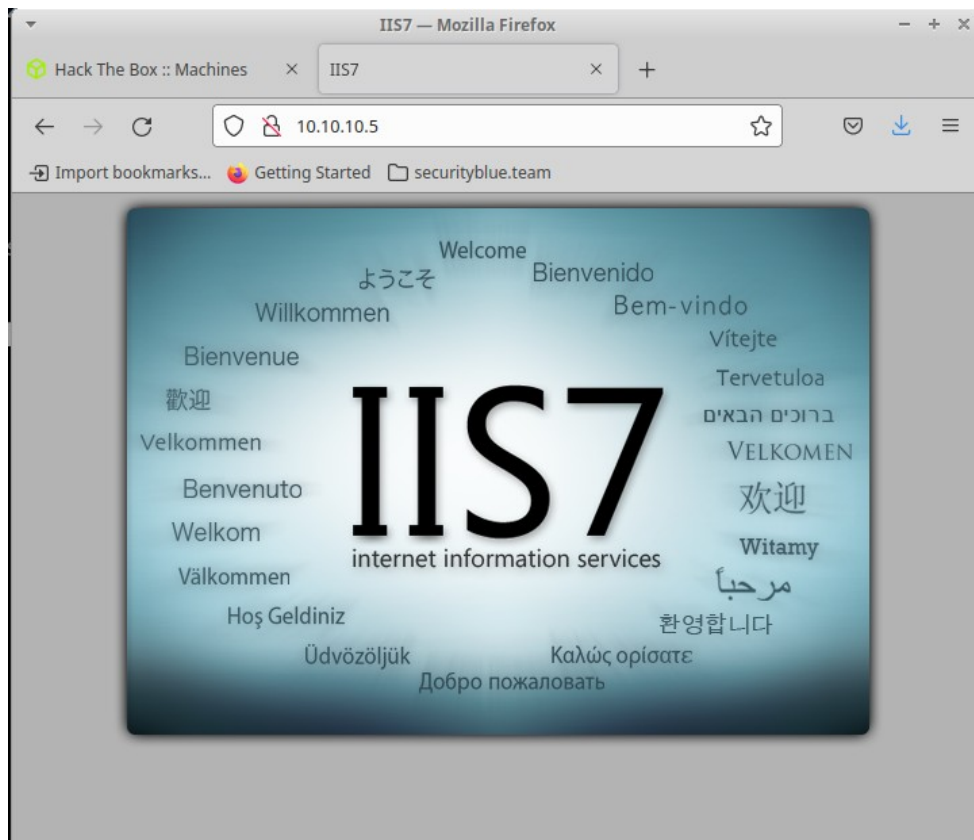 IIS7 — Mozilla Firefox
Hack The Box :: Machines
IIS7
10.10.10.5
Import bookmarks...
Getting Started
securityblue.team
Welcome
ようこそ
Bienvenido
Willkommen
Bem-vindo
Vítejte
Bienvenue
Tervetuloa
歡迎
ברוכים הבאים
Velkommen
VELKOMEN
Benvenuto
欢迎
Welkom
Witamy
Välkommen
مرحباً
Hoş Geldiniz
환영합니다
Üdvözöljük
Καλώς ορίσατε
Добро пожаловать
IIS7
internet information services